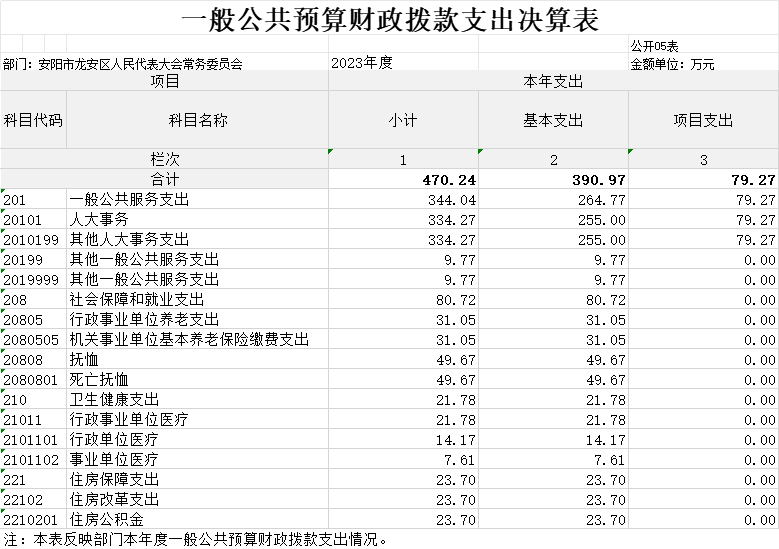 一般公共预算财政拨款支出决算表
公开05表
部门：安阳市龙安区人民代表大会常务委员会 2023年度 金额单位：万元
项目 本年支出
科目代码 科目名称 小计 基本支出 项目支出
栏次 1 2 3
合计 470.24 390.97 79.27
201 一般公共服务支出 344.04 264.77 79.27
20101 人大事务 334.27 255.00 79.27
2010199 其他人大事务支出 334.27 255.00 79.27
20199 其他一般公共服务支出 9.77 9.77 0.00
2019999 其他一般公共服务支出 9.77 9.77 0.00
208 社会保障和就业支出 80.72 80.72 0.00
20805 行政事业单位养老支出 31.05 31.05 0.00
2080505 机关事业单位基本养老保险缴费支出 31.05 31.05 0.00
20808 抚恤 49.67 49.67 0.00
2080801 死亡抚恤 49.67 49.67 0.00
210 卫生健康支出 21.78 21.78 0.00
21011 行政事业单位医疗 21.78 21.78 0.00
2101101 行政单位医疗 14.17 14.17 0.00
2101102 事业单位医疗 7.61 7.61 0.00
221 住房保障支出 23.70 23.70 0.00
22102 住房改革支出 23.70 23.70 0.00
2210201 住房公积金 23.70 23.70 0.00
注：本表反映部门本年度一般公共预算财政拨款支出情况。